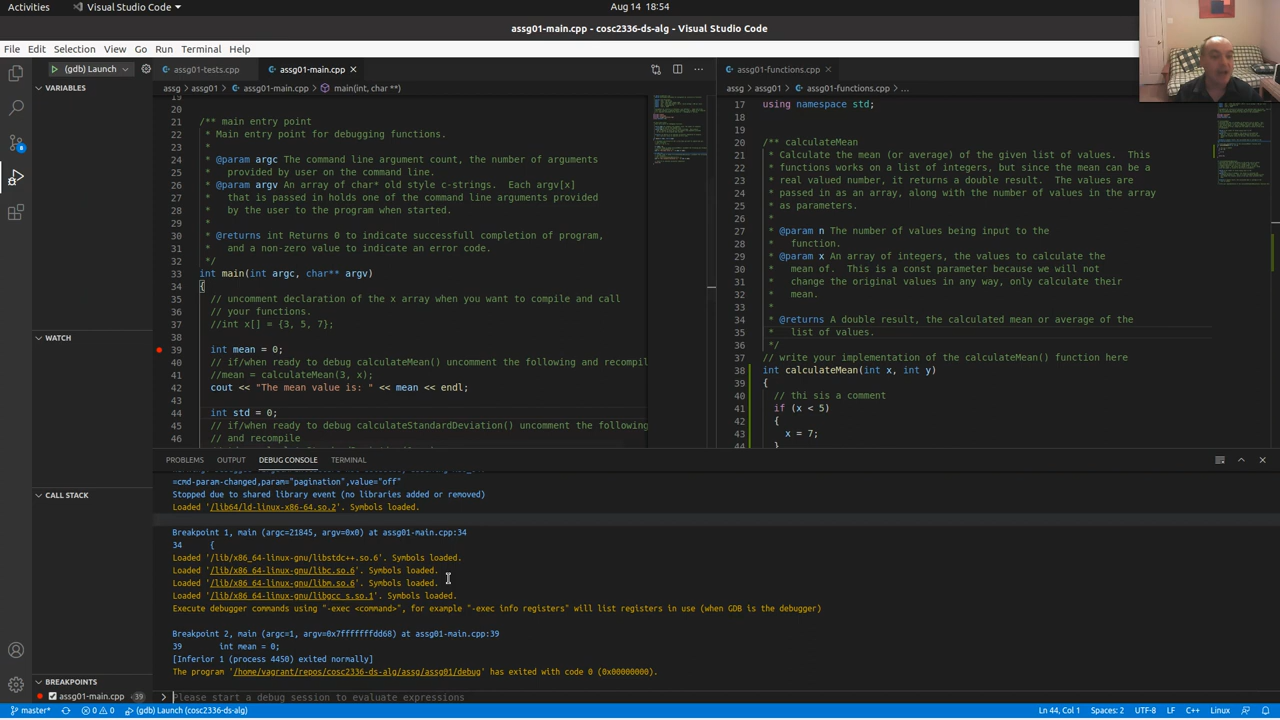 Activities
Visual Studio Code
Aug 14 18:54
assg01-main.cpp - cosc2336-ds-alg - Visual Studio Code
File Edit Selection View Go Run Terminal Help
(gdb) Launch
assg01-tests.cpp
assg01-main.cpp
assg01-functions.cpp
VARIABLES
assg > assg01 > assg01-main.cpp > main(int, char **)
19
20
21 /** main entry point
22 * Main entry point for debugging functions.
23 *
24 * @param argc The command line argument count, the number of arguments
25 * provided by user on the command line.
26 * @param argv An array of char* old style c-strings. Each argv[x]
27 * that is passed in holds one of the command line arguments provided
28 * by the user to the program when started.
29 *
30 * @returns int Returns 0 to indicate successfull completion of program,
31 * and a non-zero value to indicate an error code.
32 */
33 int main(int argc, char** argv)
34 {
35 // uncomment declaration of the x array when you want to compile and call
36 // your functions.
37 //int x[] = {3, 5, 7};
38
39 int mean = 0;
40 // if/when ready to debug calculateMean() uncomment the following and recompil
41 //mean = calculateMean(3, x);
42 cout << "The mean value is: " << mean << endl;
43
44 int std = 0;
45 // if/when ready to debug calculateStandardDeviation() uncomment the following
46 // and recompile
assg > assg01 > assg01-functions.cpp > ...
17 using namespace std;
18
19
20 /** calculateMean
21 * Calculate the mean (or average) of the given list of values. This
22 * functions works on a list of integers, but since the mean can be a
23 * real valued number, it returns a double result. The values are
24 * passed in as an array, along with the number of values in the array
25 * as parameters.
26 *
27 * @param n The number of values being input to the
28 * function.
29 * @param x An array of integers, the values to calculate the
30 * mean of. This is a const parameter because we will not
31 * change the original values in any way, only calculate their
32 * mean.
33 *
34 * @returns A double result, the calculated mean or average of the
35 * list of values.
36 */
37 // write your implementation of the calculateMean() function here
38 int calculateMean(int x, int y)
39 {
40 // thi sis a comment
41 if (x < 5)
42 {
43 x = 7;
44 }
WATCH
CALL STACK
BREAKPOINTS
assg01-main.cpp 39
PROBLEMS OUTPUT DEBUG CONSOLE TERMINAL
=cmd-param-changed,param="pagination",value="off"
Stopped due to shared library event (no libraries added or removed)
Loaded '/lib64/ld-linux-x86-64.so.2'. Symbols loaded.
Breakpoint 1, main (argc=21845, argv=0x0) at assg01-main.cpp:34
34 {
Loaded '/lib/x86_64-linux-gnu/libstdc++.so.6'. Symbols loaded.
Loaded '/lib/x86_64-linux-gnu/libc.so.6'. Symbols loaded.
Loaded '/lib/x86_64-linux-gnu/libm.so.6'. Symbols loaded.
Loaded '/lib/x86_64-linux-gnu/libgcc_s.so.1'. Symbols loaded.
Execute debugger commands using "-exec <command>", for example "-exec info registers" will list registers in use (when GDB is the debugger)
Breakpoint 2, main (argc=1, argv=0x7fffffffdd68) at assg01-main.cpp:39
39 int mean = 0;
[Inferior 1 (process 4450) exited normally]
The program '/home/vagrant/repos/cosc2336-ds-alg/assg/assg01/debug' has exited with code 0 (0x00000000).
Please start a debug session to evaluate expressions
master*
0 0
(gdb) Launch (cosc2336-ds-alg)
Ln 44, Col 1 Spaces: 2 UTF-8 LF C++ Linux